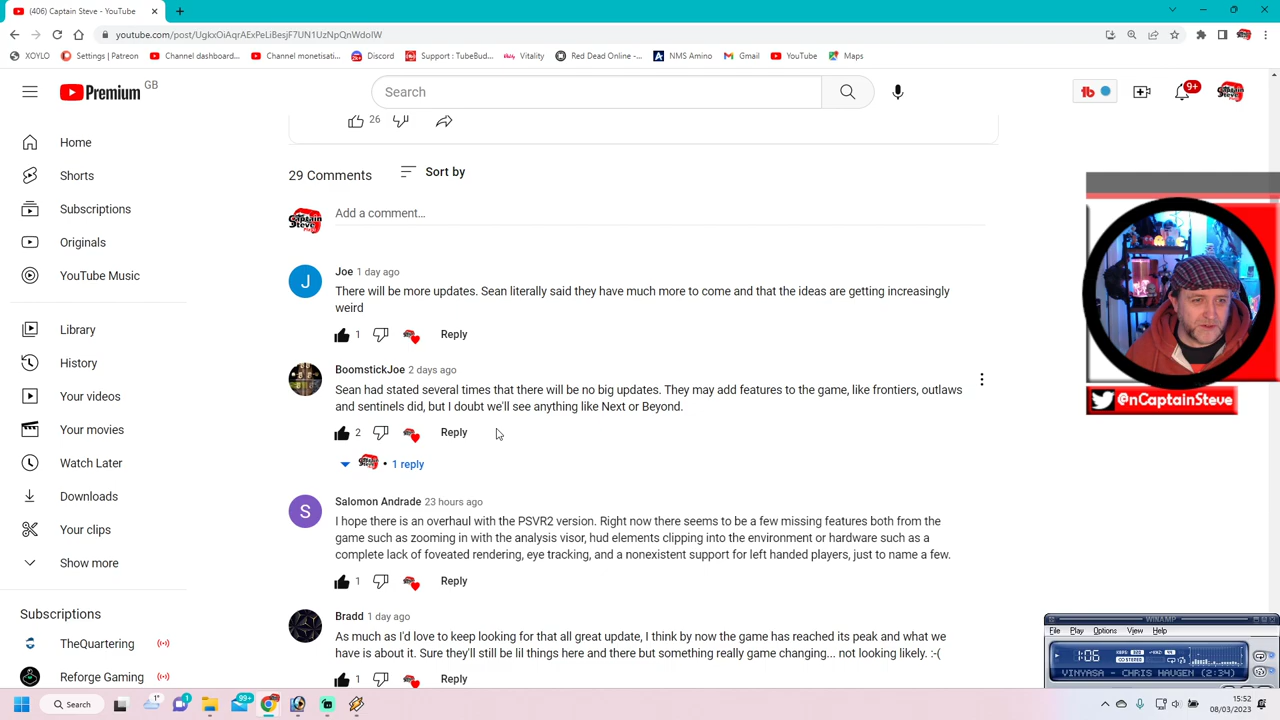 (406) Captain Steve - YouTube
youtube.com/post/UgkxOiAqrAExPeLiBesjF7UN1UzNpQnWdoIW
XOYLO Settings | Patreon Channel dashboard... Channel monetisati... Discord Support : TubeBud... Vitality Red Dead Online -... NMS Amino Gmail YouTube Maps
Premium GB
Search
9+
26
29 Comments Sort by
Add a comment...
Home
Shorts
Subscriptions
Originals
YouTube Music
Library
History
Your videos
Your movies
Watch Later
Downloads
Your clips
Show more
Subscriptions
TheQuartering
Reforge Gaming
Joe 1 day ago
There will be more updates. Sean literally said they have much more to come and that the ideas are getting increasingly
weird
1 Reply
BoomstickJoe 2 days ago
Sean had stated several times that there will be no big updates. They may add features to the game, like frontiers, outlaws
and sentinels did, but I doubt we'll see anything like Next or Beyond.
2 Reply
1 reply
Salomon Andrade 23 hours ago
I hope there is an overhaul with the PSVR2 version. Right now there seems to be a few missing features both from the
game such as zooming in with the analysis visor, hud elements clipping into the environment or hardware such as a
complete lack of foveated rendering, eye tracking, and a nonexistent support for left handed players, just to name a few.
1 Reply
Bradd 1 day ago
As much as I'd love to keep looking for that all great update, I think by now the game has reached its peak and what we
have is about it. Sure they'll still be lil things here and there but something really game changing... not looking likely. :-(
1 Reply
@nCaptainSteve
WINAMP
File Play Options View Help
1:06
VINYASA - CHRIS HAUGEN (2:34)
Search
1°
1
99+
15:52
08/03/2023